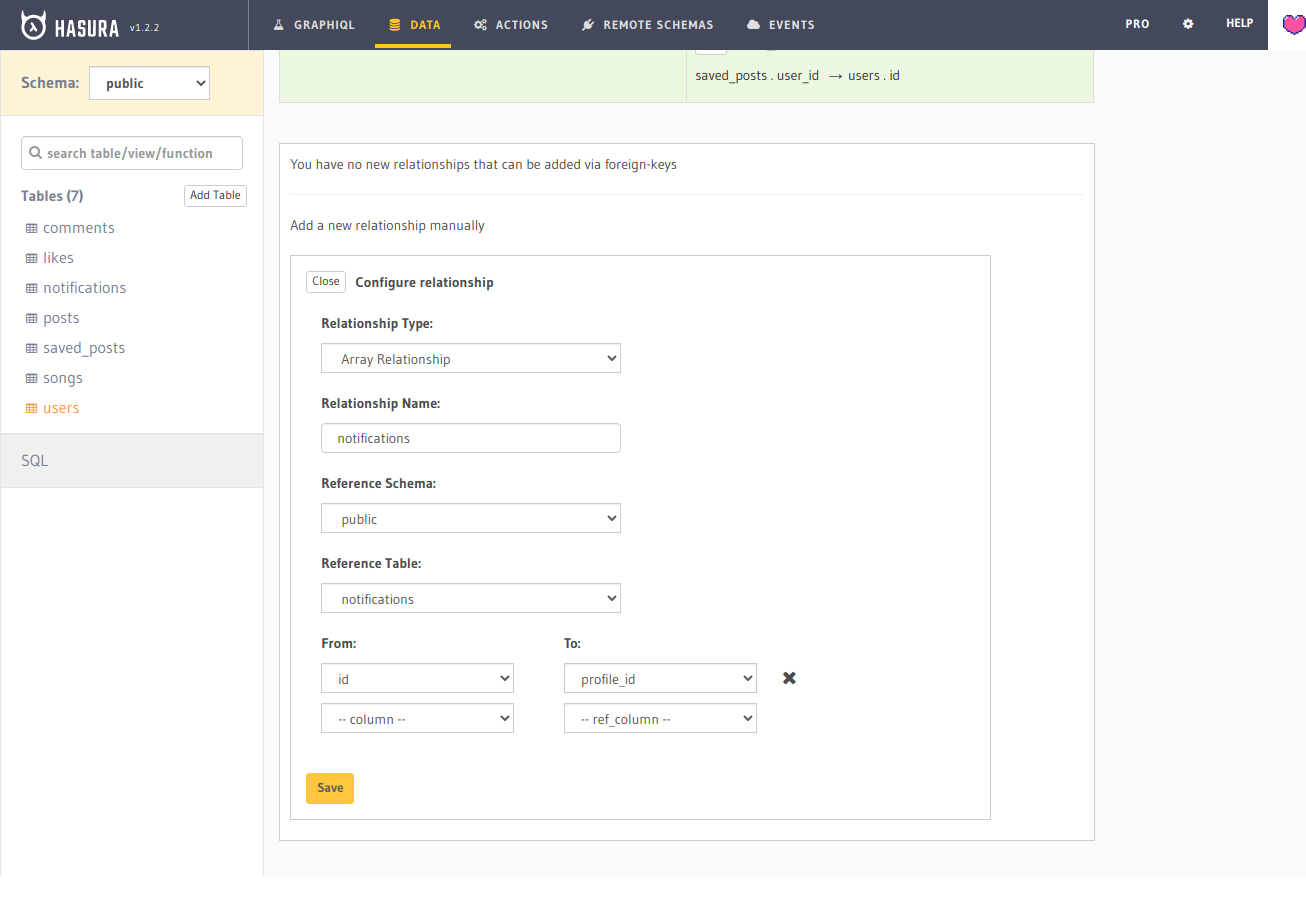 HASURA v1.2.2 GRAPHIQL DATA ACTIONS REMOTE SCHEMAS EVENTS PRO HELP
Schema: public
saved_posts . user_id → users . id
search table/view/function
Tables (7) Add Table
comments
likes
notifications
posts
saved_posts
songs
users
SQL
You have no new relationships that can be added via foreign-keys
Add a new relationship manually
Close Configure relationship
Relationship Type:
Array Relationship
Relationship Name:
notifications
Reference Schema:
public
Reference Table:
notifications
From: To:
id profile_id
-- column -- -- ref_column --
Save